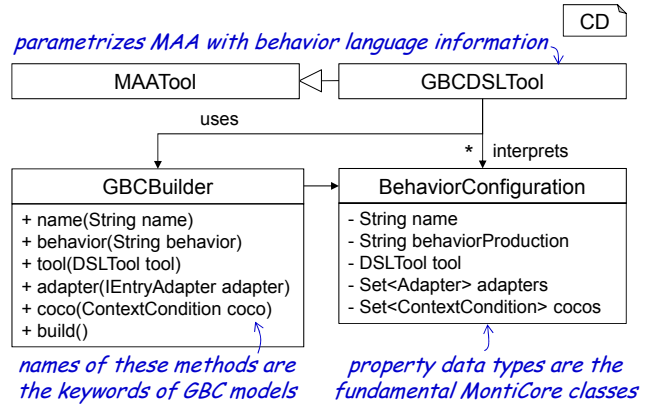 CD
parametrizes MAA with behavior language information
MAATool
GBCDSLTool
uses
* interprets
GBCBuilder
+ name(String name)
+ behavior(String behavior)
+ tool(DSLTool tool)
+ adapter(IEntryAdapter adapter)
+ coco(ContextCondition coco)
+ build()
BehaviorConfiguration
- String name
- String behaviorProduction
- DSLTool tool
- Set<Adapter> adapters
- Set<ContextCondition> cocos
names of these methods are
the keywords of GBC models
property data types are the
fundamental MontiCore classes